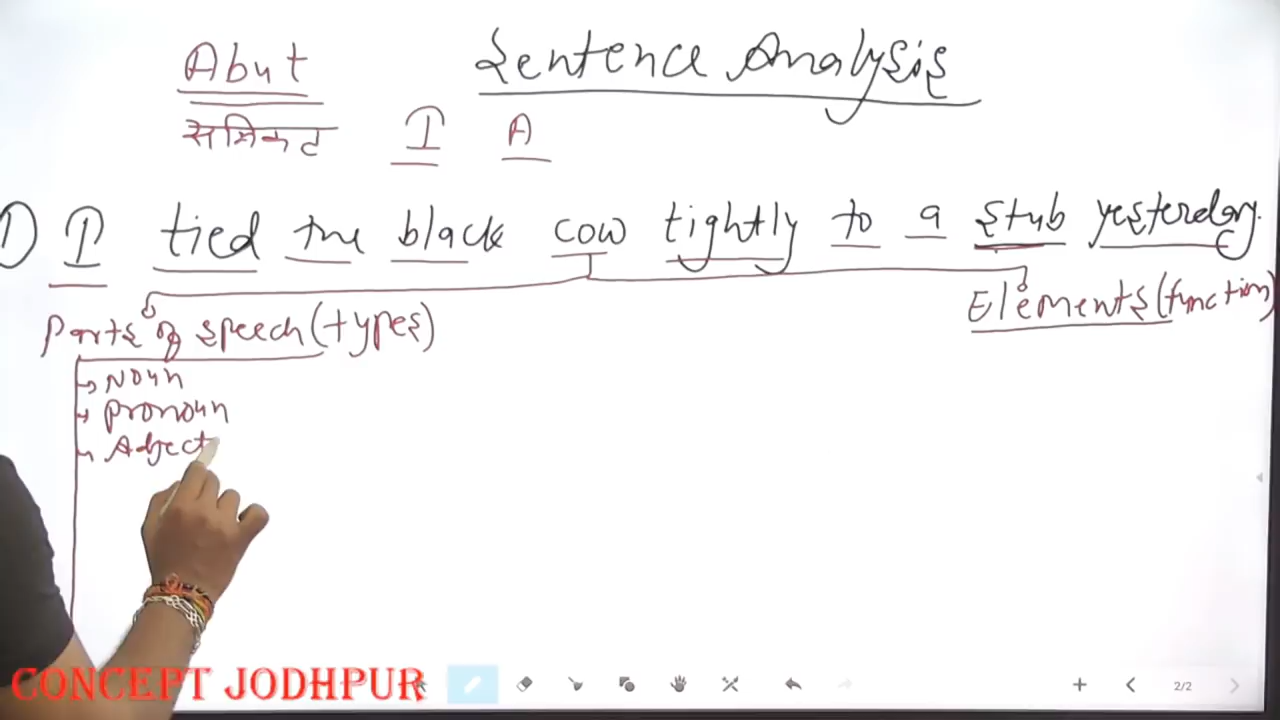 Abut Sentence Analysis
सन्निकट I A
1) I tied the black cow tightly to a stub yesterday.
Parts of speech (types) Elements (function)
Noun
Pronoun
Adject
CONCEPT JODHPUR
2/2